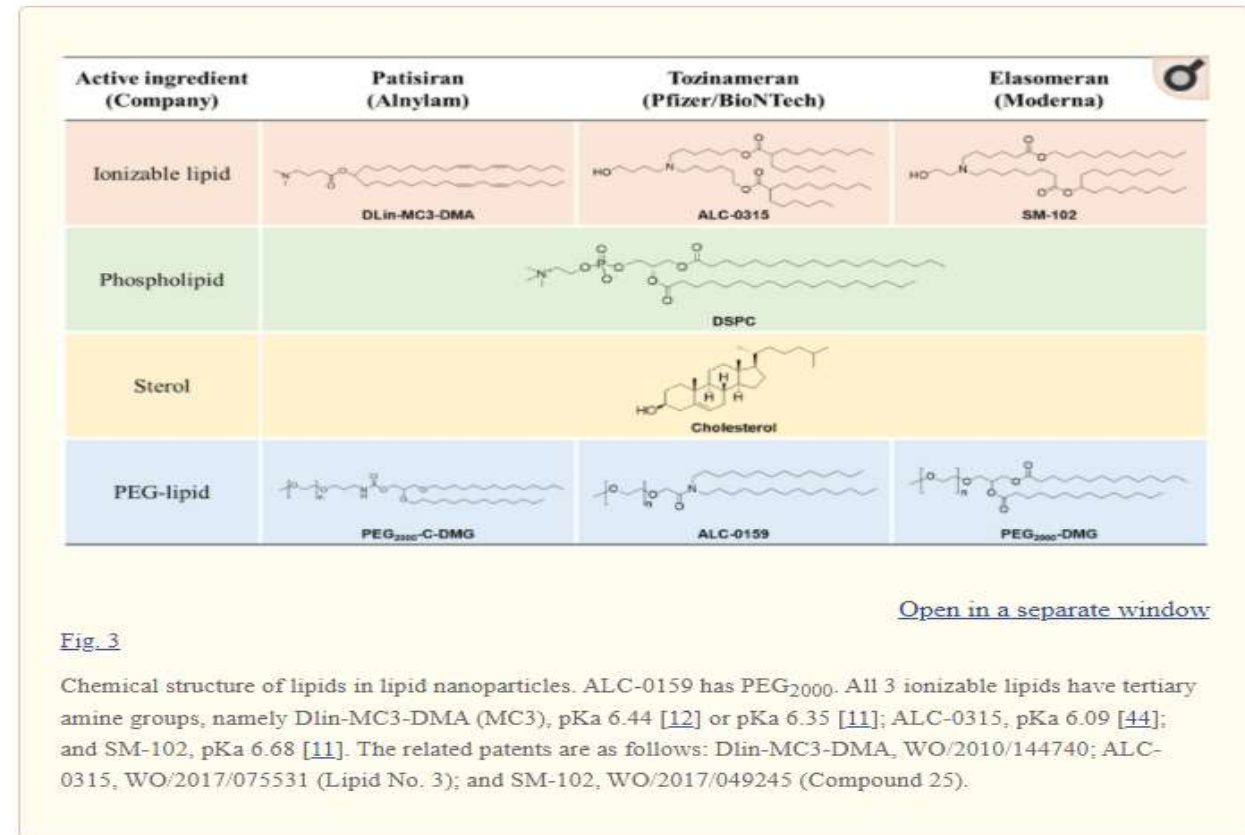 Active ingredient Patisiran Tozinameran Elasomeran
(Company) (Alnylam) (Pfizer/BioNTech) (Moderna)
O O
O O
Ionizable lipid N O HO N O HO N O
O O O
O O O
DLin-MC3-DMA ALC-0315 SM-102
O O
Phospholipid N⁺ O P O O
O O
O
DSPC
Sterol H
H H
HO
Cholesterol
O O
PEG-lipid O O N H O O O O N O O O
n O n O n O
O
PEG2000-C-DMG ALC-0159 PEG2000-DMG
Open in a separate window
Fig. 3
Chemical structure of lipids in lipid nanoparticles. ALC-0159 has PEG2000. All 3 ionizable lipids have tertiary
amine groups, namely Dlin-MC3-DMA (MC3), pKa 6.44 [12] or pKa 6.35 [11]; ALC-0315, pKa 6.09 [44];
and SM-102, pKa 6.68 [11]. The related patents are as follows: Dlin-MC3-DMA, WO/2010/144740; ALC-
0315, WO/2017/075531 (Lipid No. 3); and SM-102, WO/2017/049245 (Compound 25).